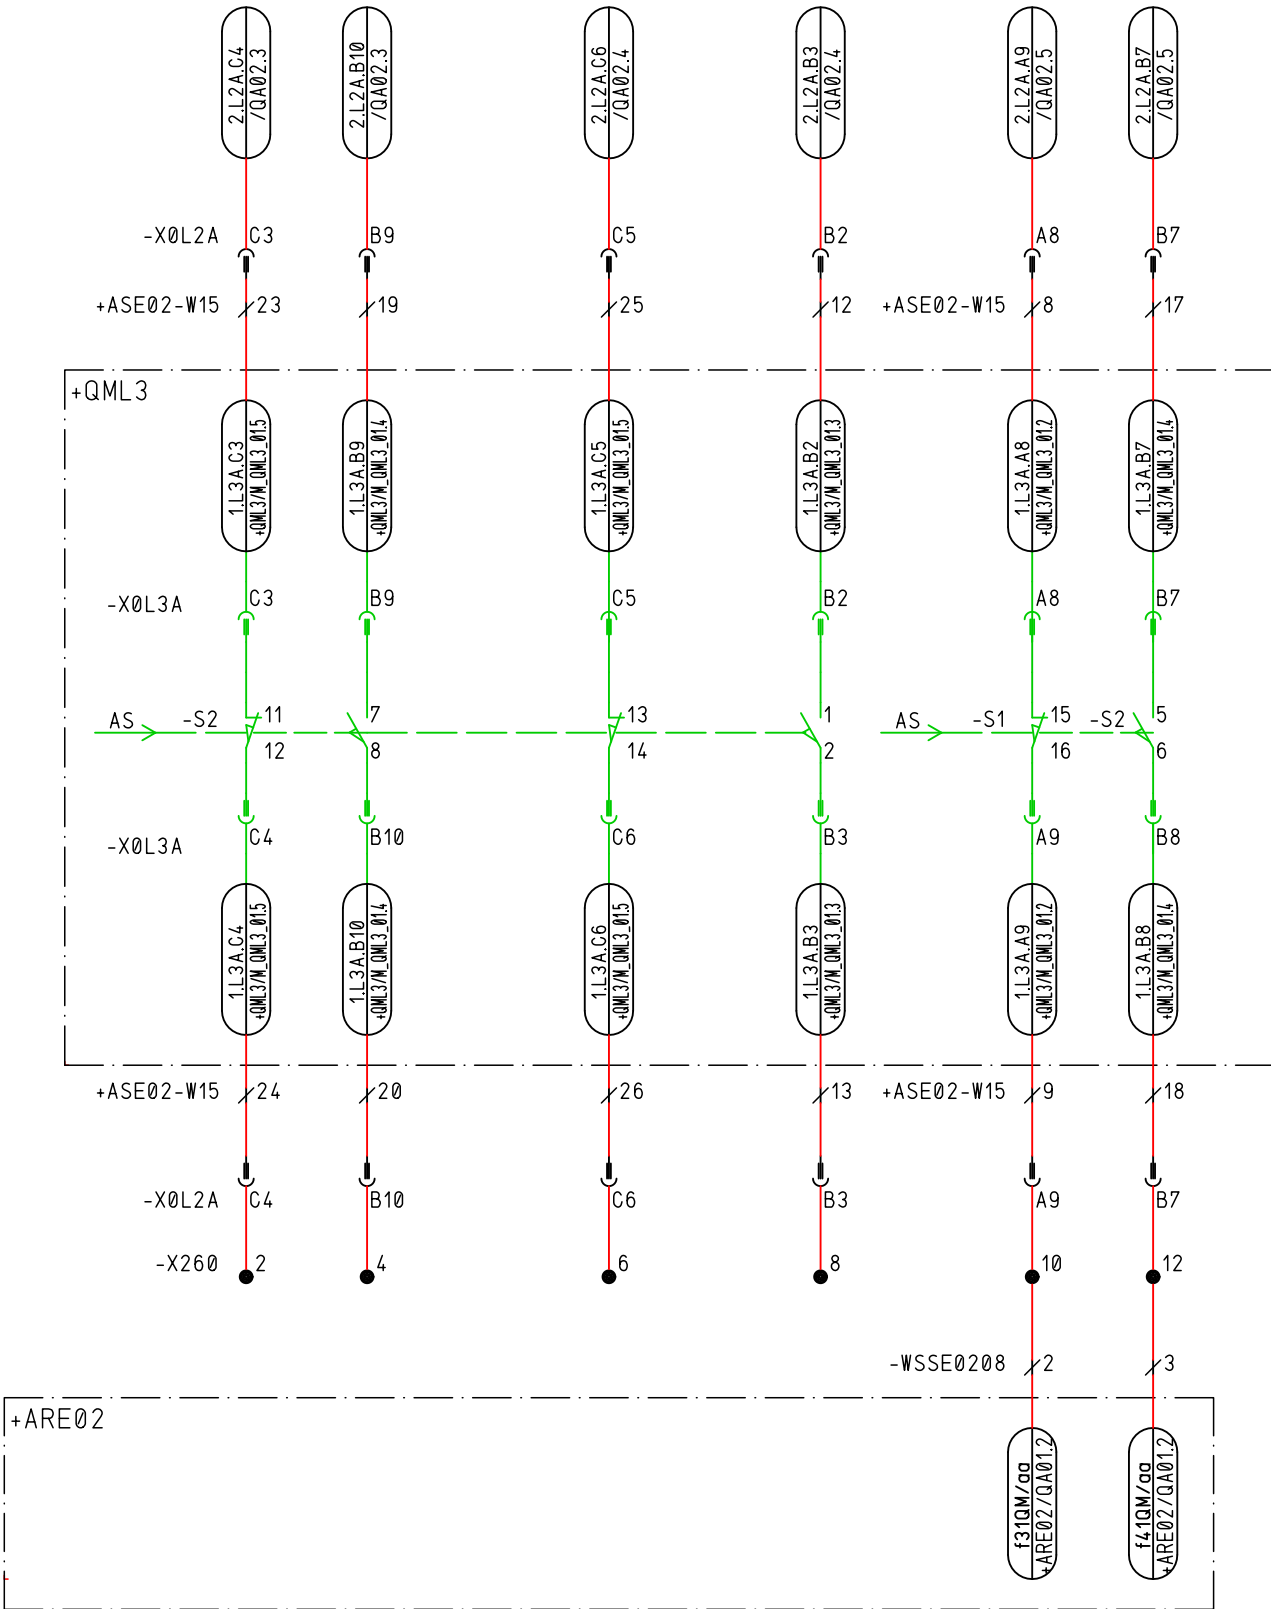 2.L2A.C4
/QA02.3
2.L2A.B10
/QA02.3
2.L2A.C6
/QA02.4
2.L2A.B3
/QA02.4
2.L2A.A9
/QA02.5
2.L2A.B7
/QA02.5
-X0L2A C3 B9 C5 B2 A8 B7
+ASE02-W15 23 19 25 12 +ASE02-W15 8 17
+QML3
1.L3A.C3
+QML3/M_QML3_01.5
1.L3A.B9
+QML3/M_QML3_01.4
1.L3A.C5
+QML3/M_QML3_01.5
1.L3A.B2
+QML3/M_QML3_01.3
1.L3A.A8
+QML3/M_QML3_01.2
1.L3A.B7
+QML3/M_QML3_01.4
-X0L3A C3 B9 C5 B2 A8 B7
AS -S2 11 7 13 1 AS -S1 15 -S2 5
12 8 14 2 16 6
-X0L3A C4 B10 C6 B3 A9 B8
1.L3A.C4
+QML3/M_QML3_01.5
1.L3A.B10
+QML3/M_QML3_01.4
1.L3A.C6
+QML3/M_QML3_01.5
1.L3A.B3
+QML3/M_QML3_01.3
1.L3A.A9
+QML3/M_QML3_01.2
1.L3A.B8
+QML3/M_QML3_01.4
+ASE02-W15 24 20 26 13 +ASE02-W15 9 18
-X0L2A C4 B10 C6 B3 A9 B7
-X260 2 4 6 8 10 12
-WSSE0208 2 3
+ARE02
f31QM/aa
+ARE02/QA01.2
f41QM/aa
+ARE02/QA01.2